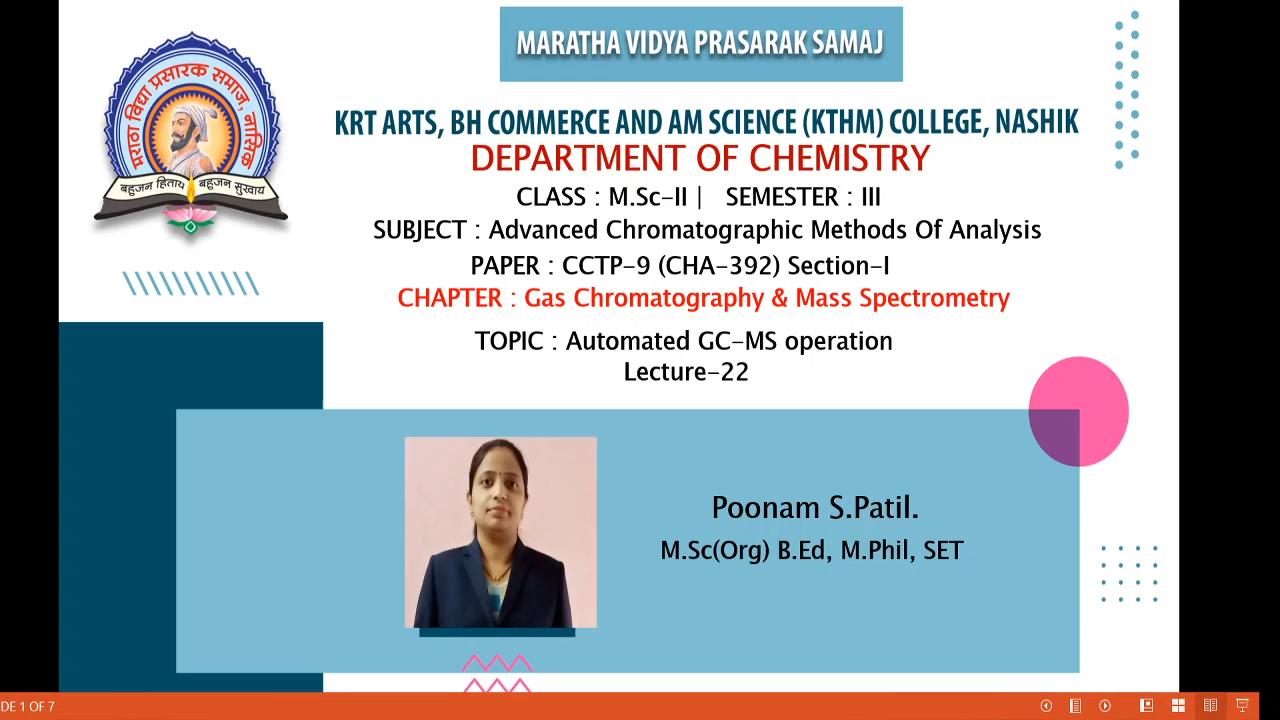 MARATHA VIDYA PRASARAK SAMAJ
मराठा विद्या प्रसारक समाज, नाशिक
बहुजन हिताय बहुजन सुखाय
KRT ARTS, BH COMMERCE AND AM SCIENCE (KTHM) COLLEGE, NASHIK
DEPARTMENT OF CHEMISTRY
CLASS : M.Sc-II | SEMESTER : III
SUBJECT : Advanced Chromatographic Methods Of Analysis
PAPER : CCTP-9 (CHA-392) Section-I
CHAPTER : Gas Chromatography & Mass Spectrometry
TOPIC : Automated GC-MS operation
Lecture-22
Poonam S.Patil.
M.Sc(Org) B.Ed, M.Phil, SET
DE 1 OF 7